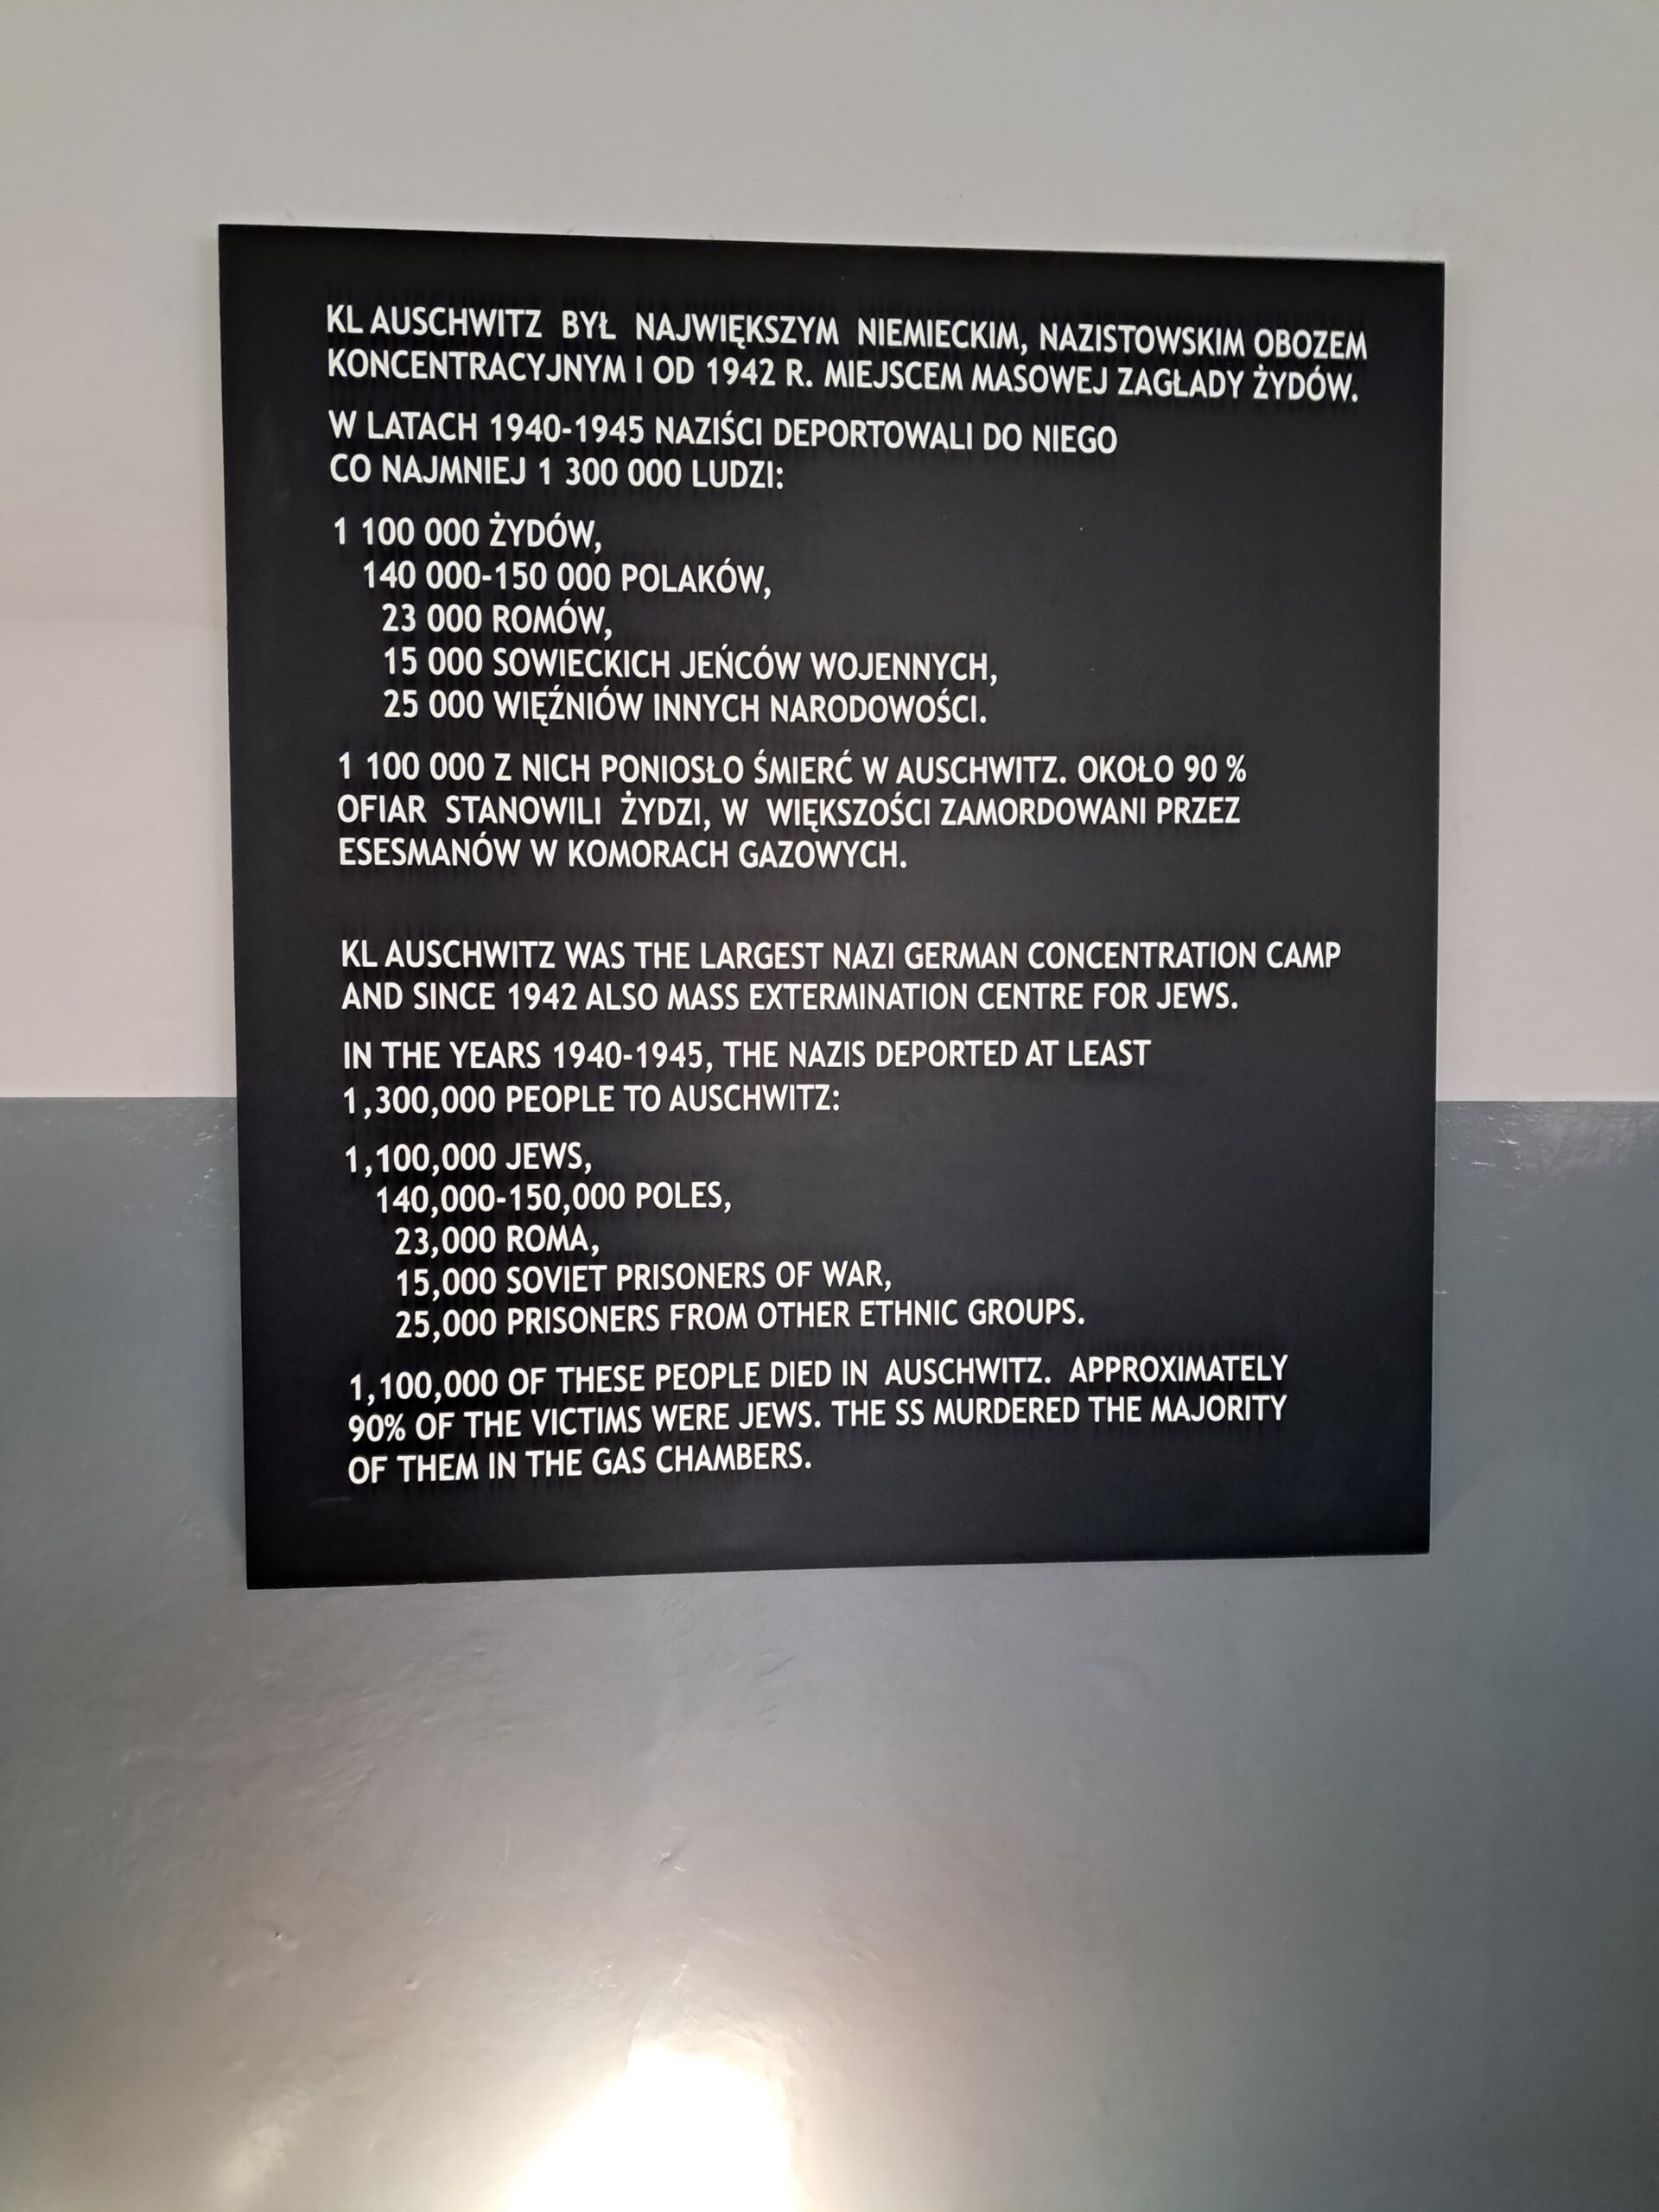 KL AUSCHWITZ BYŁ NAJWIĘKSZYM NIEMIECKIM, NAZISTOWSKIM OBOZEM
KONCENTRACYJNYM I OD 1942 R. MIEJSCEM MASOWEJ ZAGŁADY ŻYDÓW.
W LATACH 1940-1945 NAZIŚCI DEPORTOWALI DO NIEGO
CO NAJMNIEJ 1 300 000 LUDZI:
1 100 000 ŻYDÓW,
140 000-150 000 POLAKÓW,
23 000 ROMÓW,
15 000 SOWIECKICH JEŃCÓW WOJENNYCH,
25 000 WIĘŹNIÓW INNYCH NARODOWOŚCI.
1 100 000 Z NICH PONIOSŁO ŚMIERĆ W AUSCHWITZ. OKOŁO 90 %
OFIAR STANOWILI ŻYDZI, W WIĘKSZOŚCI ZAMORDOWANI PRZEZ
ESESMANÓW W KOMORACH GAZOWYCH.
KL AUSCHWITZ WAS THE LARGEST NAZI GERMAN CONCENTRATION CAMP
AND SINCE 1942 ALSO MASS EXTERMINATION CENTRE FOR JEWS.
IN THE YEARS 1940-1945, THE NAZIS DEPORTED AT LEAST
1,300,000 PEOPLE TO AUSCHWITZ:
1,100,000 JEWS,
140,000-150,000 POLES,
23,000 ROMA,
15,000 SOVIET PRISONERS OF WAR,
25,000 PRISONERS FROM OTHER ETHNIC GROUPS.
1,100,000 OF THESE PEOPLE DIED IN AUSCHWITZ. APPROXIMATELY
90% OF THE VICTIMS WERE JEWS. THE SS MURDERED THE MAJORITY
OF THEM IN THE GAS CHAMBERS.